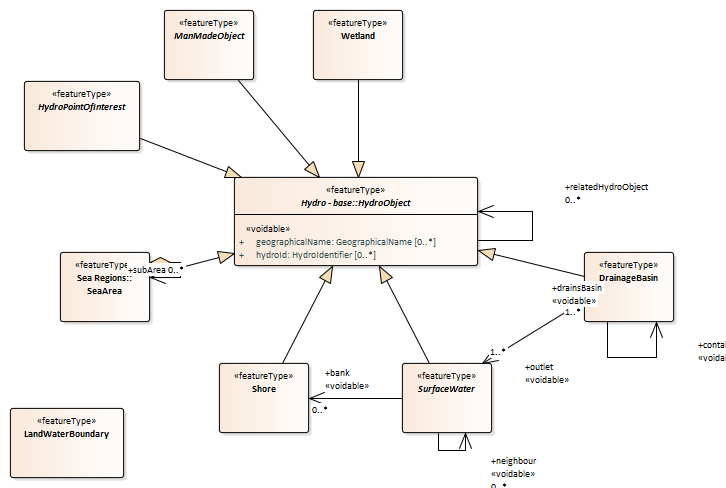 «featureType»
ManMadeObject
«featureType»
Wetland
«featureType»
HydroPointOfInterest
«featureType»
Hydro - base::HydroObject
«voidable»
+ geographicalName: GeographicalName [0..*]
+ hydroId: HydroIdentifier [0..*]
+relatedHydroObject
0..*
«featureType»
Sea Regions::
SeaArea
+subArea 0..*
«featureType»
DrainageBasin
+drainsBasin
«voidable»
1..*
1..*
+outlet
«voidable»
«featureType»
Shore
+bank
«voidable»
0..*
«featureType»
SurfaceWater
+neighbour
«voidable»
0..*
«featureType»
LandWaterBoundary